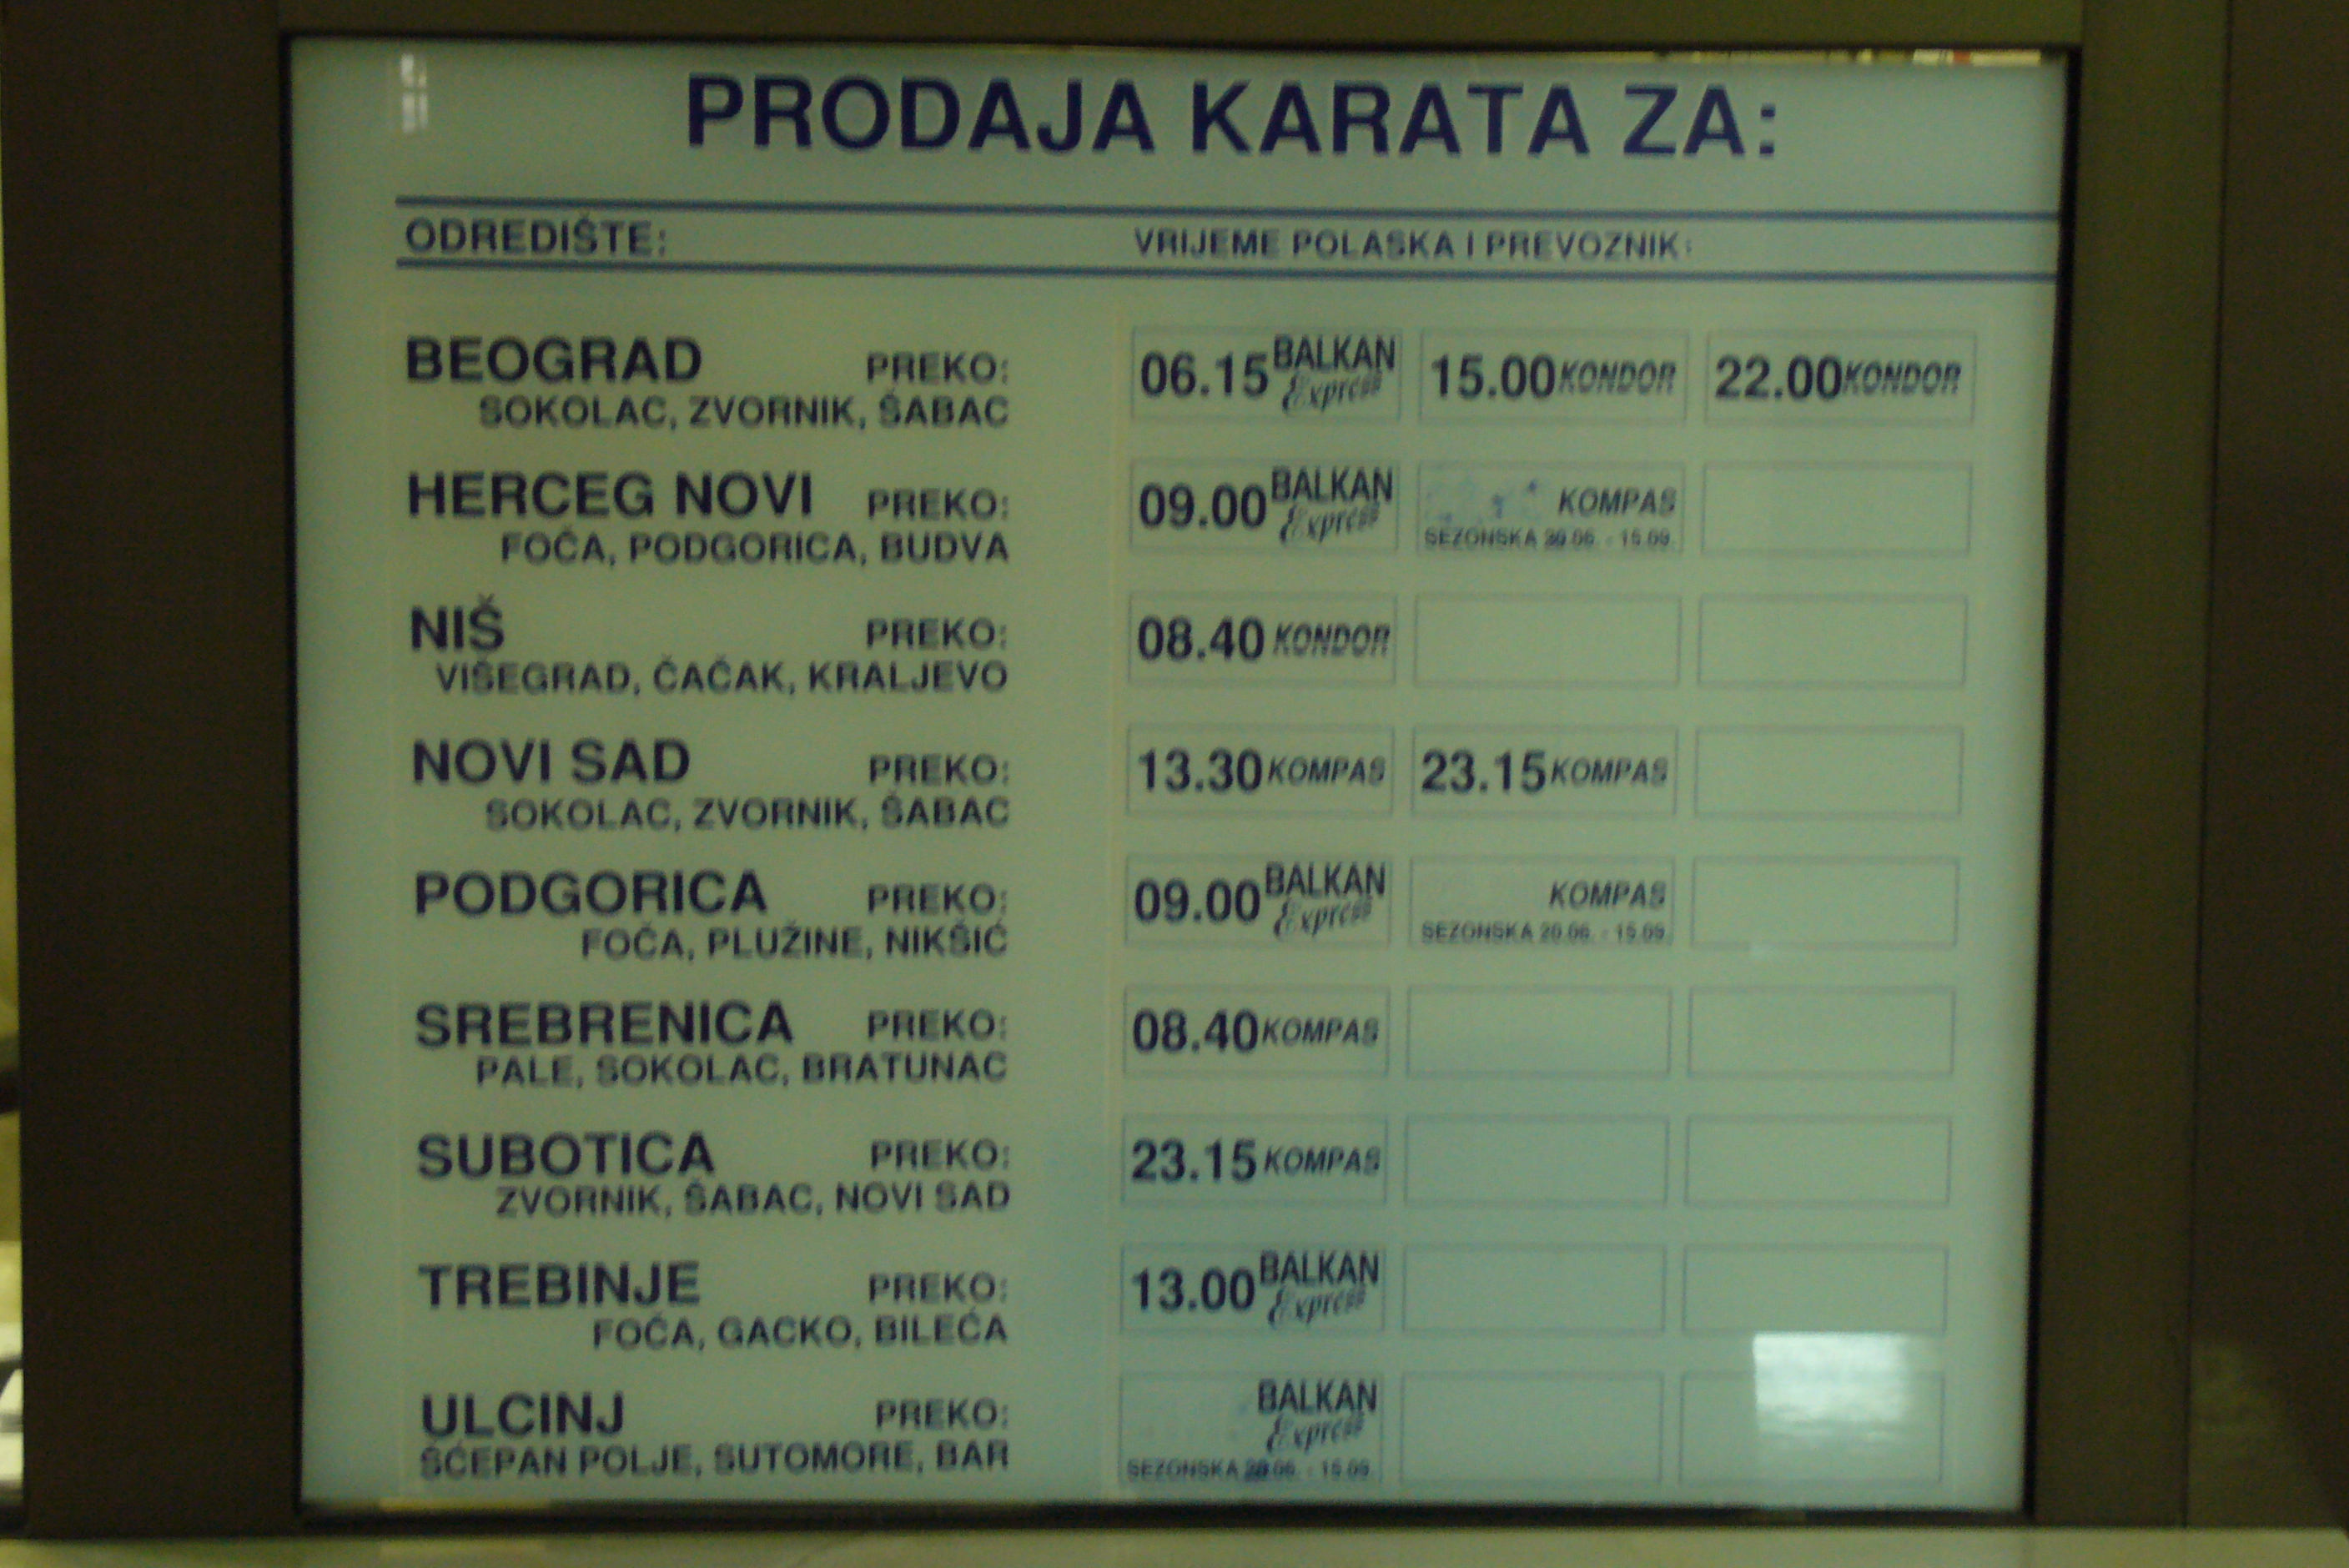 PRODAJA KARATA ZA:
ODREDIŠTE: VRIJEME POLASKA I PREVOZNIK:
BEOGRAD PREKO: 06.15 BALKAN Express 15.00 KONDOR 22.00 KONDOR
SOKOLAC, ZVORNIK, ŠABAC
HERCEG NOVI PREKO: 09.00 BALKAN Express KOMPAS
FOČA, PODGORICA, BUDVA SEZONSKA 20.06. - 15.09.
NIŠ PREKO: 08.40 KONDOR
VIŠEGRAD, ČAČAK, KRALJEVO
NOVI SAD PREKO: 13.30 KOMPAS 23.15 KOMPAS
SOKOLAC, ZVORNIK, ŠABAC
PODGORICA PREKO: 09.00 BALKAN Express KOMPAS
FOČA, PLUŽINE, NIKŠIĆ SEZONSKA 20.06. - 15.09.
SREBRENICA PREKO: 08.40 KOMPAS
PALE, SOKOLAC, BRATUNAC
SUBOTICA PREKO: 23.15 KOMPAS
ZVORNIK, ŠABAC, NOVI SAD
TREBINJE PREKO: 13.00 BALKAN Express
FOČA, GACKO, BILEĆA
ULCINJ PREKO: BALKAN Express
ŠĆEPAN POLJE, SUTOMORE, BAR SEZONSKA 20.06. - 15.09.